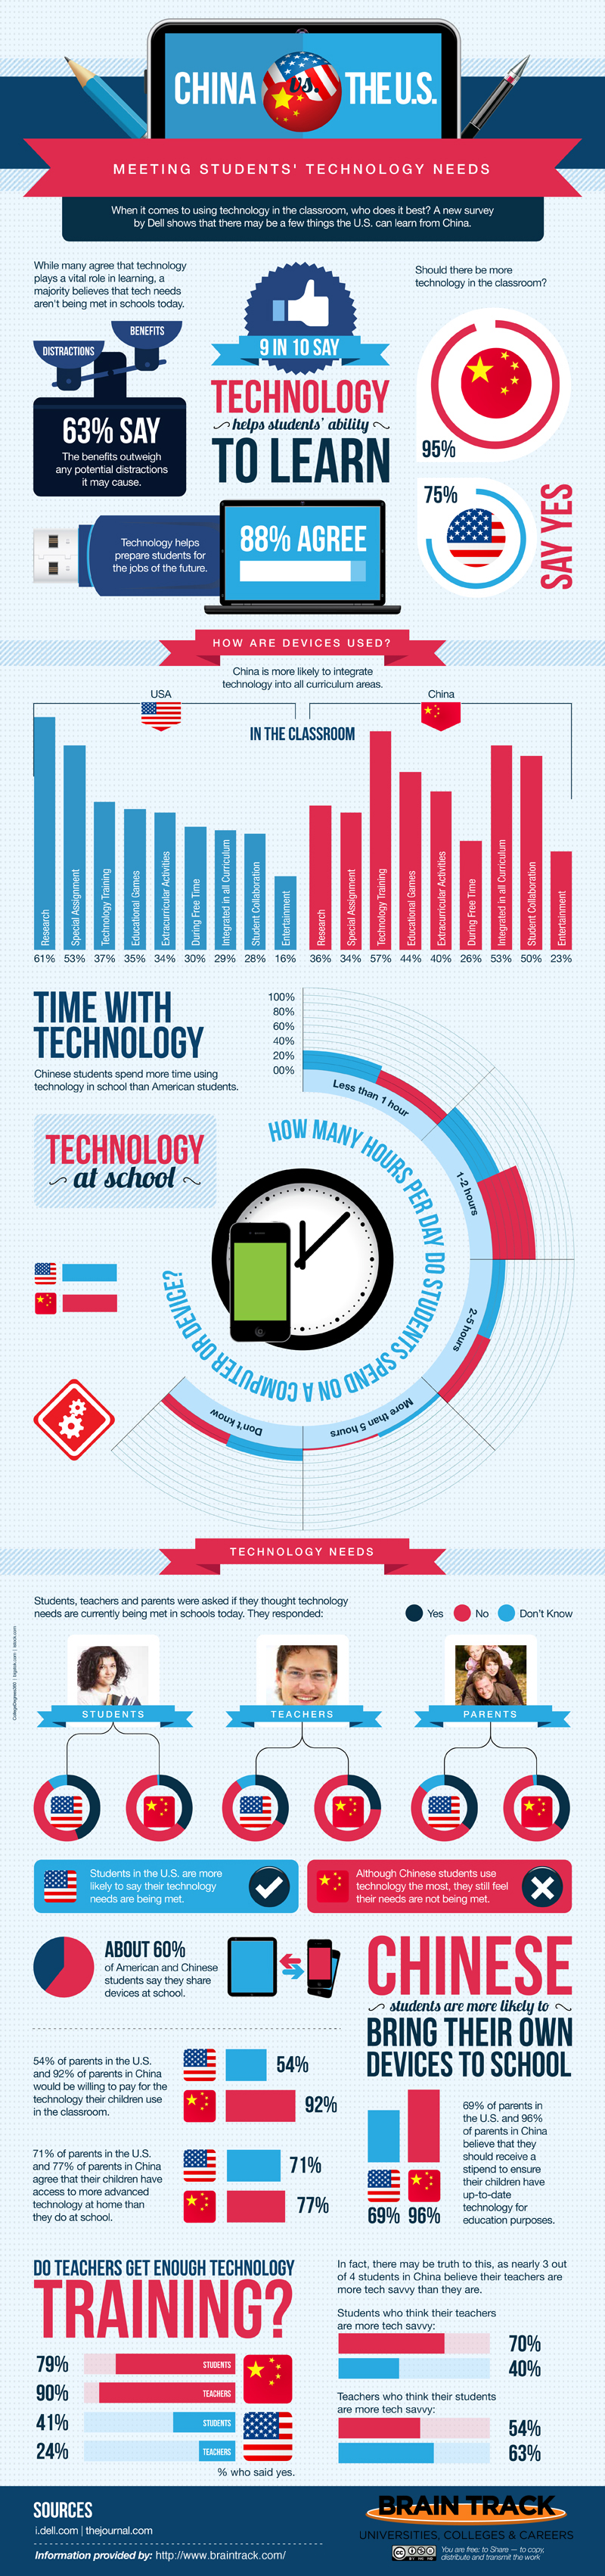 CHINA vs. THE U.S.
MEETING STUDENTS' TECHNOLOGY NEEDS
When it comes to using technology in the classroom, who does it best? A new survey
by Dell shows that there may be a few things the U.S. can learn from China.
While many agree that technology
plays a vital role in learning, a
majority believes that tech needs
aren't being met in schools today.
BENEFITS
DISTRACTIONS
63% SAY
The benefits outweigh
any potential distractions
it may cause.
9 IN 10 SAY
TECHNOLOGY
helps students' ability
TO LEARN
Should there be more
technology in the classroom?
95%
75%
SAY YES
Technology helps
prepare students for
the jobs of the future.
88% AGREE
HOW ARE DEVICES USED?
China is more likely to integrate
technology into all curriculum areas.
USA
China
IN THE CLASSROOM
Research
Special Assignment
Technology Training
Educational Games
Extracurricular Activities
During Free Time
Integrated in all Curriculum
Student Collaboration
Entertainment
Research
Special Assignment
Technology Training
Educational Games
Extracurricular Activities
During Free Time
Integrated in all Curriculum
Student Collaboration
Entertainment
61% 53% 37% 35% 34% 30% 29% 28% 16% 36% 34% 57% 44% 40% 26% 53% 50% 23%
TIME WITH
TECHNOLOGY
Chinese students spend more time using
technology in school than American students.
TECHNOLOGY
at school
100%
80%
60%
40%
20%
00%
Less than 1 hour
1-2 hours
2-5 hours
More than 5 hours
Don't know
HOW MANY HOURS PER DAY DO STUDENTS SPEND ON A COMPUTER OR DEVICE?
TECHNOLOGY NEEDS
Students, teachers and parents were asked if they thought technology
needs are currently being met in schools today. They responded:
Yes No Don't Know
STUDENTS
TEACHERS
PARENTS
Students in the U.S. are more
likely to say their technology
needs are being met.
Although Chinese students use
technology the most, they still feel
their needs are not being met.
ABOUT 60%
of American and Chinese
students say they share
devices at school.
CHINESE
students are more likely to
BRING THEIR OWN
DEVICES TO SCHOOL
54% of parents in the U.S.
and 92% of parents in China
would be willing to pay for the
technology their children use
in the classroom.
54%
92%
71% of parents in the U.S.
and 77% of parents in China
agree that their children have
access to more advanced
technology at home than
they do at school.
71%
77%
69% 96%
69% of parents in
the U.S. and 96%
of parents in China
believe that they
should receive a
stipend to ensure
their children have
up-to-date
technology for
education purposes.
DO TEACHERS GET ENOUGH TECHNOLOGY
TRAINING?
79% STUDENTS
90% TEACHERS
41% STUDENTS
24% TEACHERS
% who said yes.
In fact, there may be truth to this, as nearly 3 out
of 4 students in China believe their teachers are
more tech savvy than they are.
Students who think their teachers
are more tech savvy:
70%
40%
Teachers who think their students
are more tech savvy:
54%
63%
SOURCES
i.dell.com | thejournal.com
Information provided by: http://www.braintrack.com/
BRAIN TRACK
UNIVERSITIES, COLLEGES & CAREERS
You are free: to Share — to copy,
distribute and transmit the work